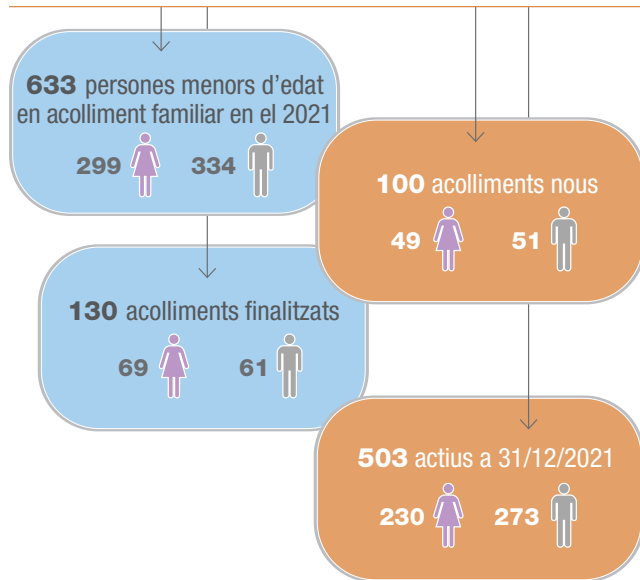 633 persones menors d'edat
en acolliment familiar en el 2021
299 334
100 acolliments nous
49 51
130 acolliments finalitzats
69 61
503 actius a 31/12/2021
230 273